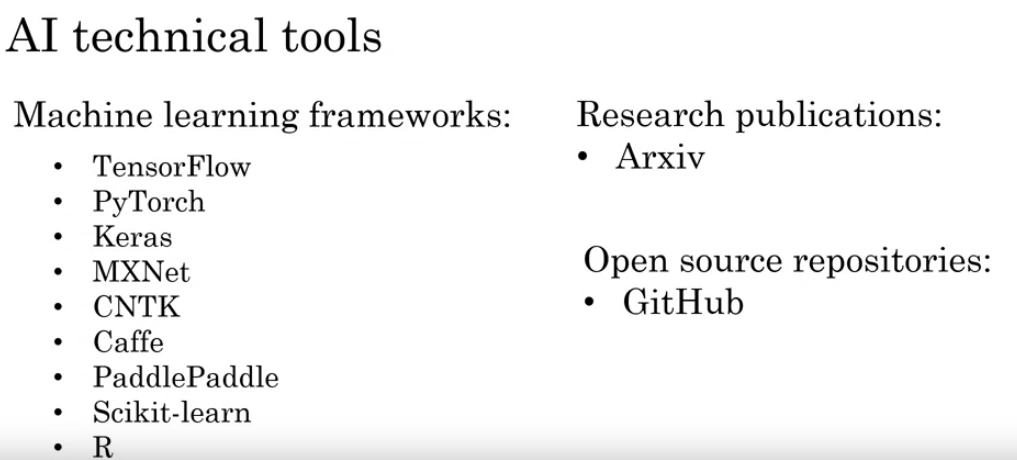 AI technical tools
Machine learning frameworks:
• TensorFlow
• PyTorch
• Keras
• MXNet
• CNTK
• Caffe
• PaddlePaddle
• Scikit-learn
• R
Research publications:
• Arxiv
Open source repositories:
• GitHub